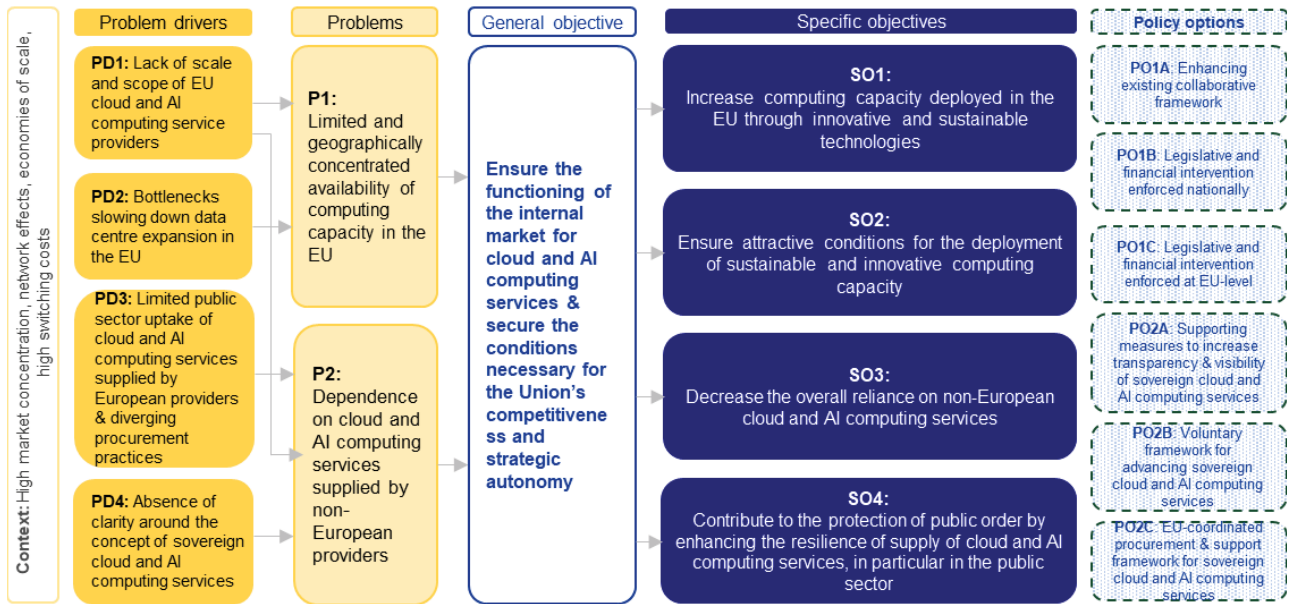 Context: High market concentration, network effects, economies of scale,
high switching costs
Problem drivers
PD1: Lack of scale
and scope of EU
cloud and AI
computing service
providers
PD2: Bottlenecks
slowing down data
centre expansion in
the EU
PD3: Limited public
sector uptake of
cloud and AI
computing services
supplied by
European providers
& diverging
procurement
practices
PD4: Absence of
clarity around the
concept of sovereign
cloud and AI
computing services
Problems
P1:
Limited and
geographically
concentrated
availability of
computing
capacity in the
EU
P2:
Dependence
on cloud and
AI computing
services
supplied by
non-
European
providers
General objective
Ensure the
functioning of
the internal
market for
cloud and AI
computing
services &
secure the
conditions
necessary for
the Union's
competitivene
ss and
strategic
autonomy
Specific objectives
SO1:
Increase computing capacity deployed in the
EU through innovative and sustainable
technologies
SO2:
Ensure attractive conditions for the deployment
of sustainable and innovative computing
capacity
SO3:
Decrease the overall reliance on non-European
cloud and AI computing services
SO4:
Contribute to the protection of public order by
enhancing the resilience of supply of cloud and AI
computing services, in particular in the public
sector
Policy options
PO1A: Enhancing
existing collaborative
framework
PO1B: Legislative and
financial intervention
enforced nationally
PO1C: Legislative and
financial intervention
enforced at EU-level
PO2A: Supporting
measures to increase
transparency & visibility
of sovereign cloud and
AI computing services
PO2B: Voluntary
framework for
advancing sovereign
cloud and AI computing
services
PO2C: EU-coordinated
procurement & support
framework for sovereign
cloud and AI computing
services